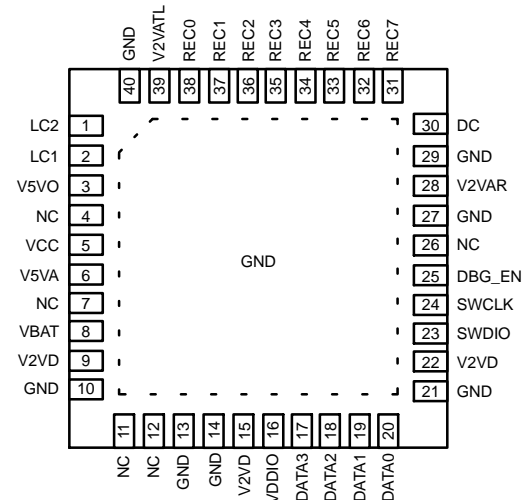 GND
V2VATL
REC0
REC1
REC2
REC3
REC4
REC5
REC6
REC7
40
39
38
37
36
35
34
33
32
31
LC2 1
LC1 2
V5VO 3
NC 4
VCC 5
V5VA 6
NC 7
VBAT 8
V2VD 9
GND 10
GND
30 DC
29 GND
28 V2VAR
27 GND
26 NC
25 DBG_EN
24 SWCLK
23 SWDIO
22 V2VD
21 GND
11
12
13
14
15
16
17
18
19
20
NC
NC
GND
GND
V2VD
VDDIO
DATA3
DATA2
DATA1
DATA0